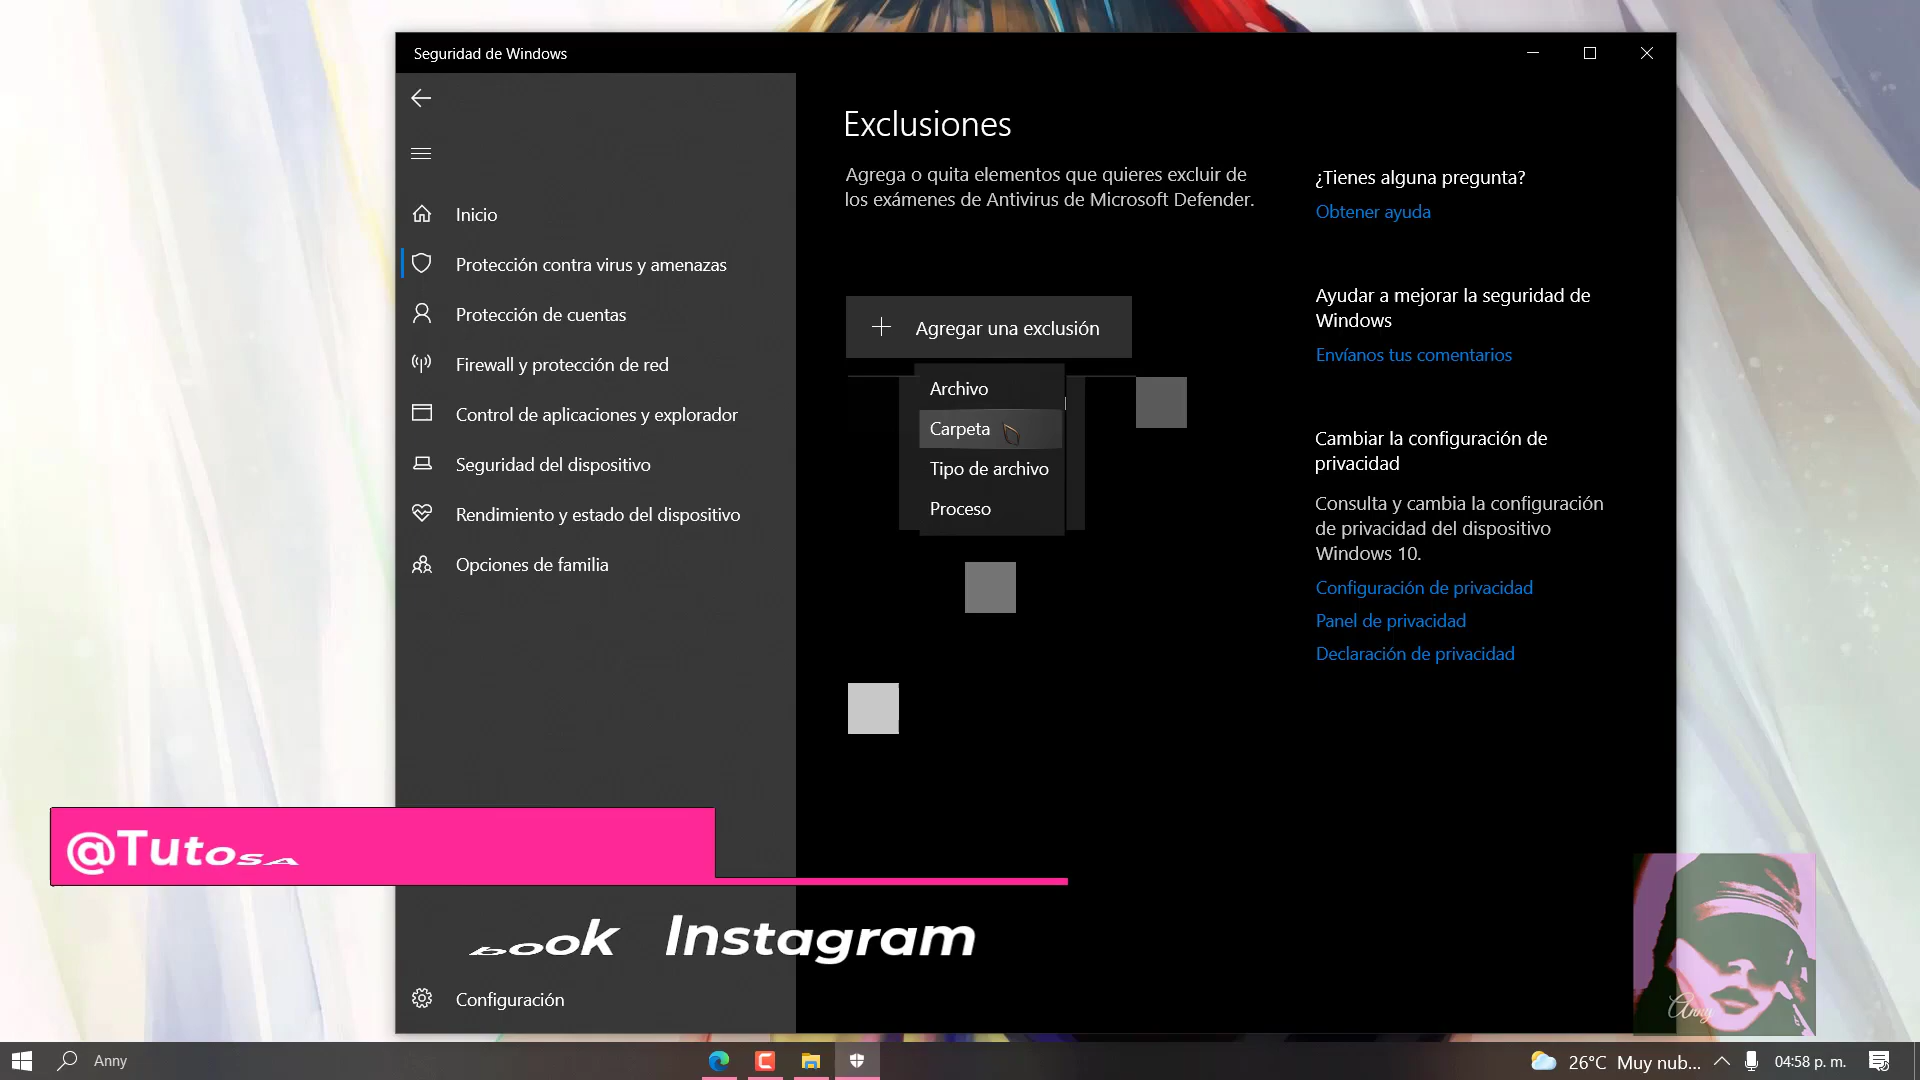 Seguridad de Windows
Inicio
Protección contra virus y amenazas
Protección de cuentas
Firewall y protección de red
Control de aplicaciones y explorador
Seguridad del dispositivo
Rendimiento y estado del dispositivo
Opciones de familia
Configuración
Exclusiones
Agrega o quita elementos que quieres excluir de
los exámenes de Antivirus de Microsoft Defender.
Agregar una exclusión
Archivo
Carpeta
Tipo de archivo
Proceso
¿Tienes alguna pregunta?
Obtener ayuda
Ayudar a mejorar la seguridad de
Windows
Envíanos tus comentarios
Cambiar la configuración de
privacidad
Consulta y cambia la configuración
de privacidad del dispositivo
Windows 10.
Configuración de privacidad
Panel de privacidad
Declaración de privacidad
@TutosA
book Instagram
Anny
Anny
26°C Muy nub...
04:58 p. m.